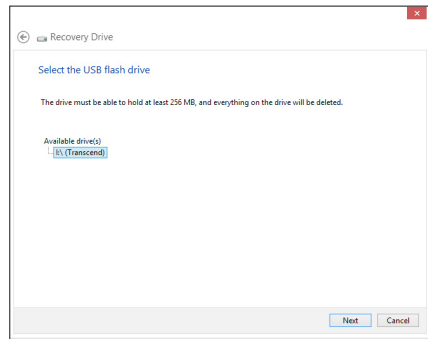 Recovery Drive
Select the USB flash drive
The drive must be able to hold at least 256 MB, and everything on the drive will be deleted.
Available drive(s)
I:\ (Transcend)
Next Cancel